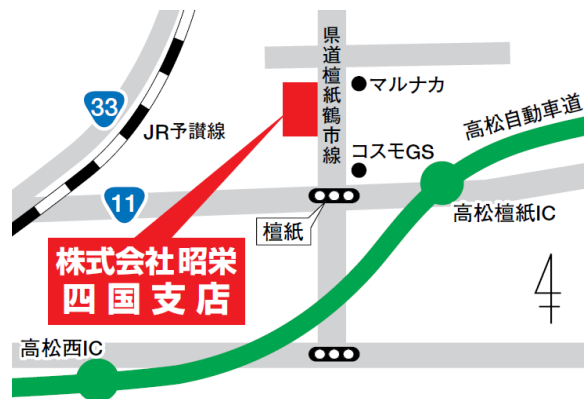 県道檀紙鶴市線
マルナカ
33
JR予讃線
高松自動車道
コスモGS
11
檀紙
高松檀紙IC
株式会社昭栄
四国支店
高松西IC